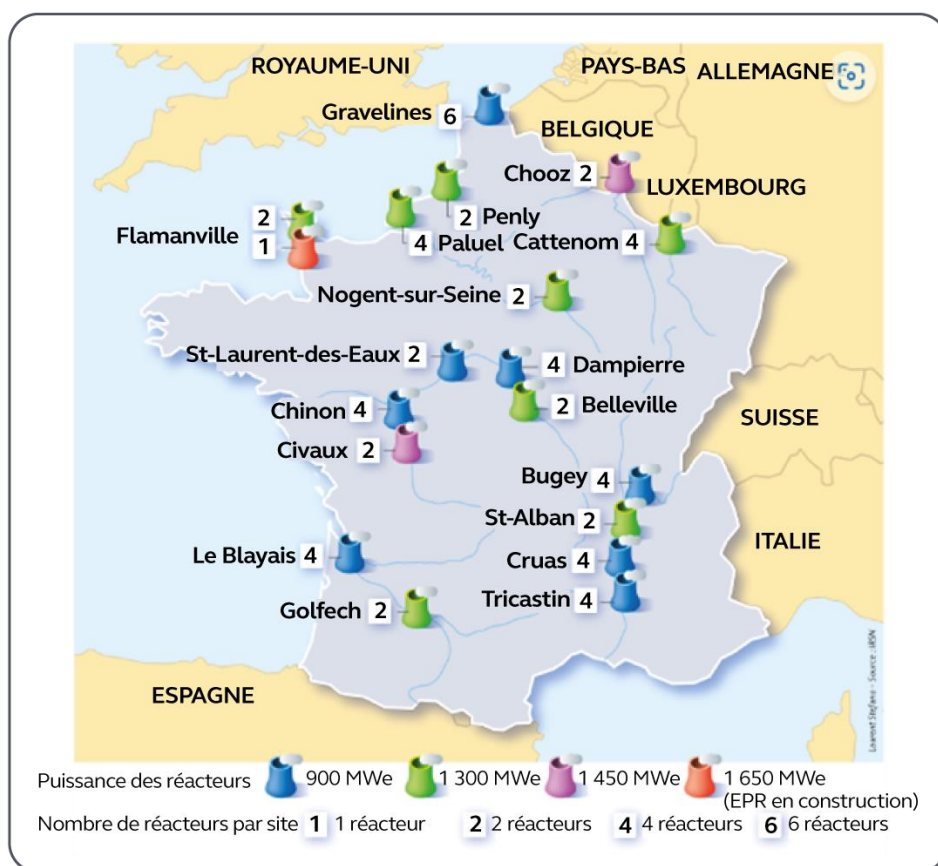 ROYAUME-UNI
PAYS-BAS
ALLEMAGNE
Gravelines 6
BELGIQUE
Chooz 2
LUXEMBOURG
2 Penly
Flamanville 2
1
4 Paluel
Cattenom 4
Nogent-sur-Seine 2
St-Laurent-des-Eaux 2
4 Dampierre
Chinon 4
2 Belleville
SUISSE
Civaux 2
Bugey 4
St-Alban 2
ITALIE
Le Blayais 4
Cruas 4
Tricastin 4
Golfech 2
ESPAGNE
Laurent Stefano - Source : IRSN
Puissance des réacteurs 900 MWe 1 300 MWe 1 450 MWe 1 650 MWe
(EPR en construction)
Nombre de réacteurs par site 1 1 réacteur 2 2 réacteurs 4 4 réacteurs 6 6 réacteurs